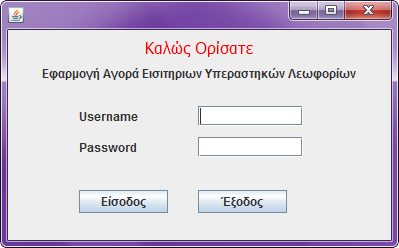 Καλώς Ορίσατε
Εφαρμογή Αγορά Εισιτηριων Υπεραστηκών Λεωφορίων
Username
Password
Είσοδος Έξοδος